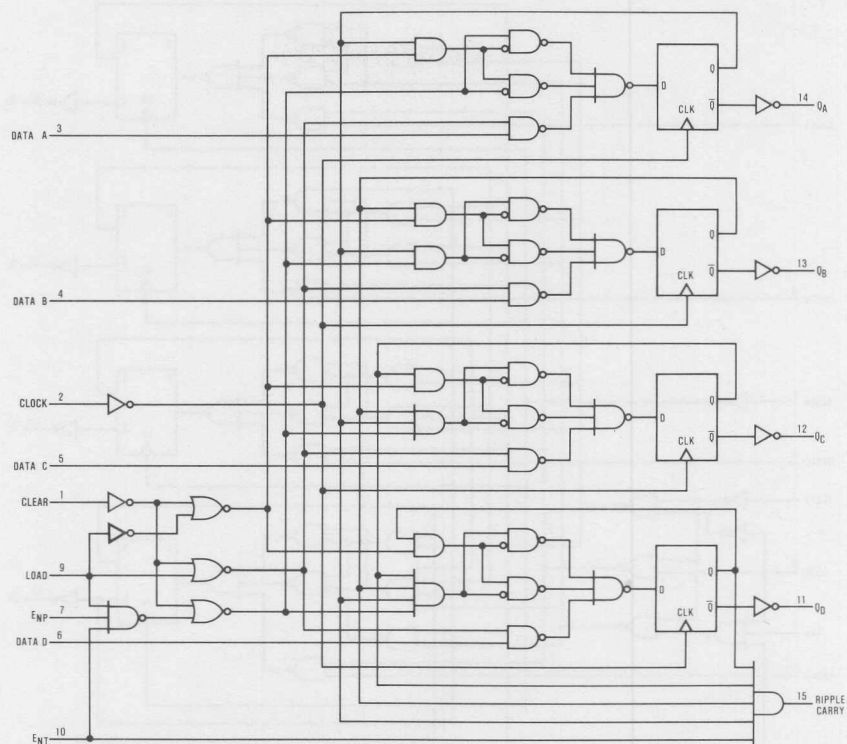 Q
D
CLK
Q̅
14
QA
3
DATA A
Q
D
CLK
Q̅
13
QB
4
DATA B
Q
D
CLK
Q̅
12
QC
2
CLOCK
5
DATA C
1
CLEAR
9
LOAD
7
ENP
6
DATA D
Q
D
CLK
Q̅
11
QD
15
RIPPLE
CARRY
10
ENT